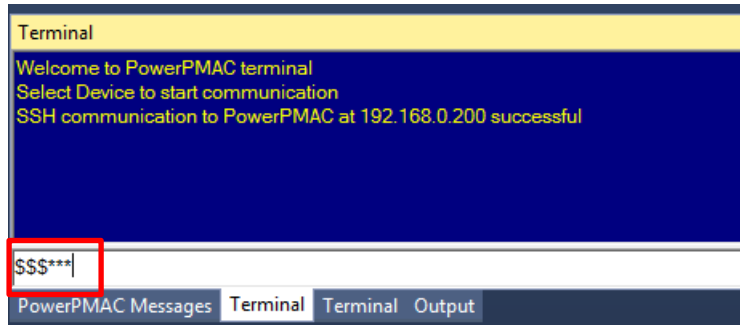 Terminal
Welcome to PowerPMAC terminal
Select Device to start communication
SSH communication to PowerPMAC at 192.168.0.200 successful
$$$***
PowerPMAC Messages Terminal Terminal Output